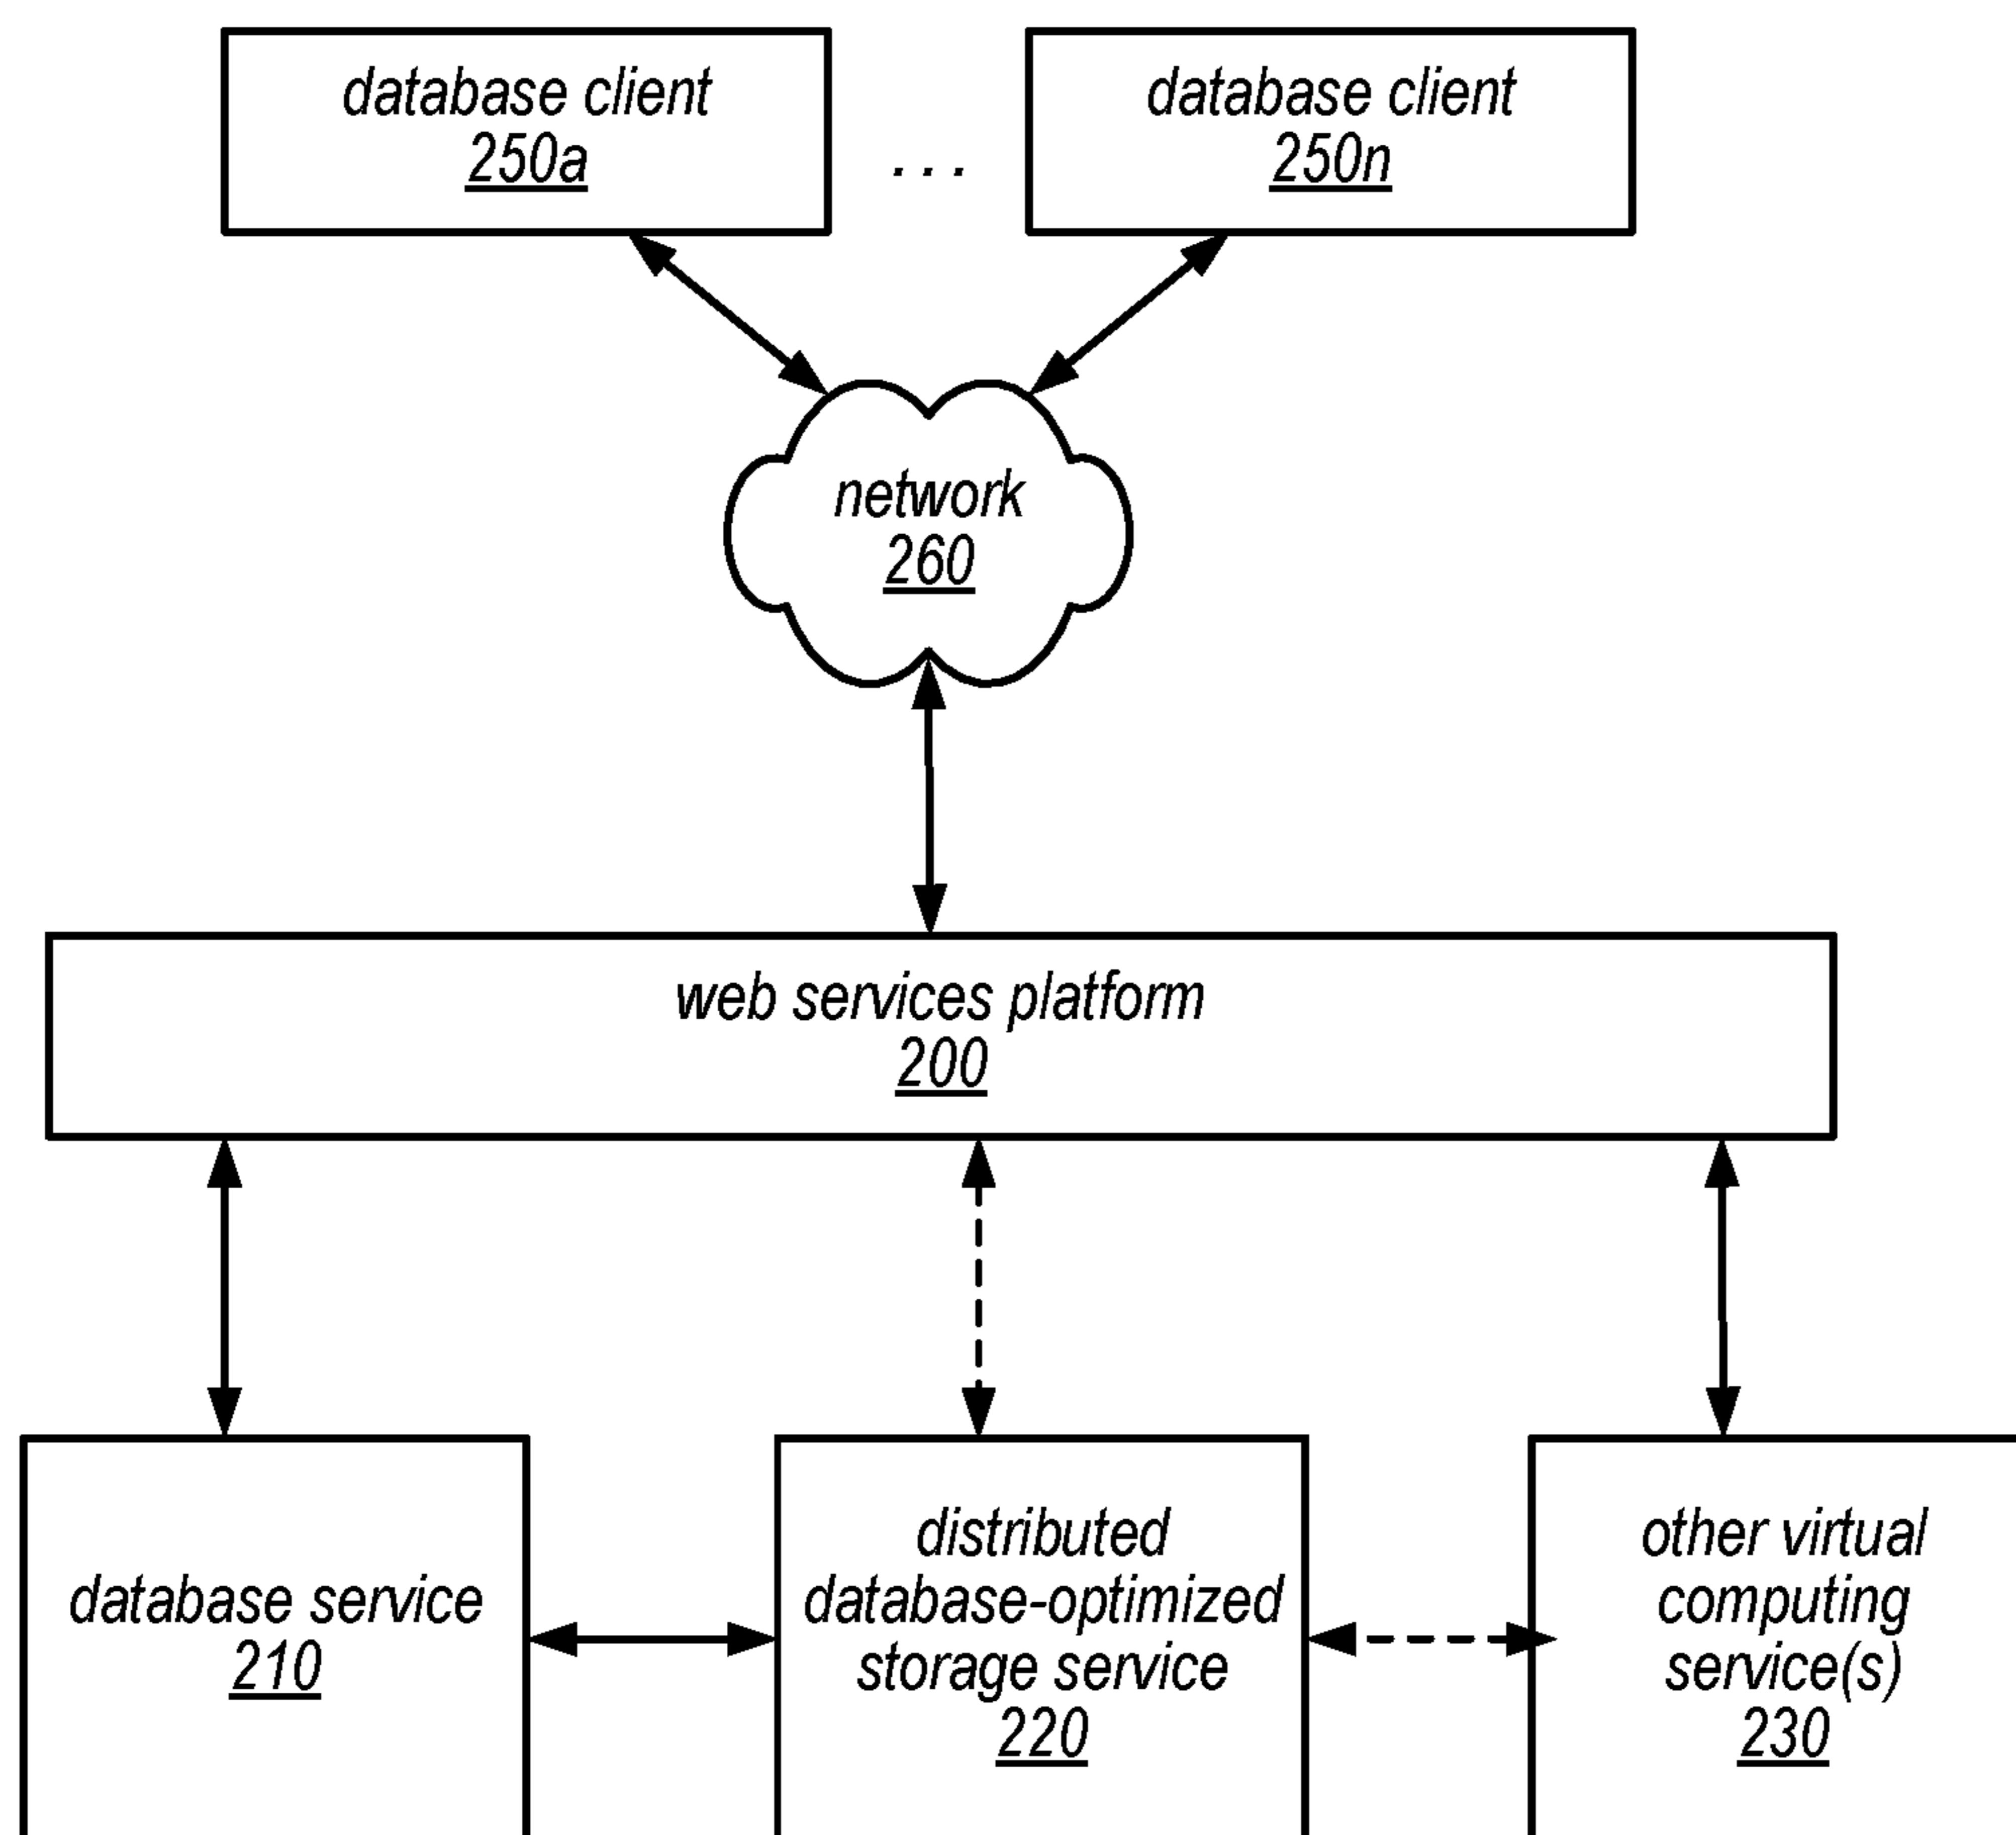 database client
250a
. . .
database client
250n
network
260
web services platform
200
database service
210
distributed
database-optimized
storage service
220
other virtual
computing
service(s)
230